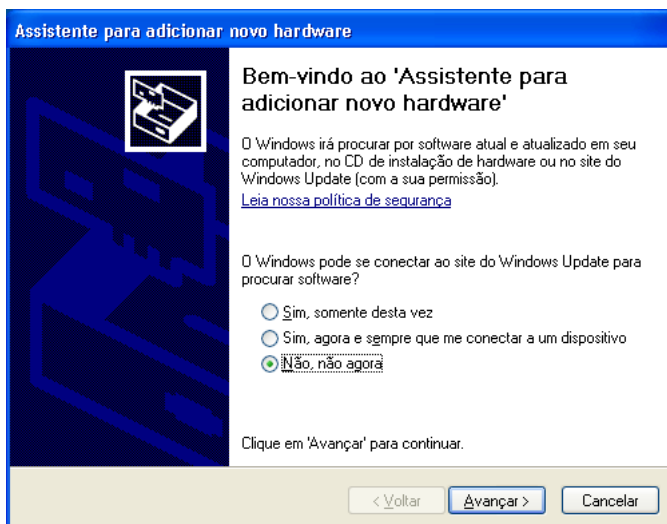 Assistente para adicionar novo hardware
Bem-vindo ao 'Assistente para
adicionar novo hardware'
O Windows irá procurar por software atual e atualizado em seu
computador, no CD de instalação de hardware ou no site do
Windows Update (com a sua permissão).
Leia nossa política de segurança
O Windows pode se conectar ao site do Windows Update para
procurar software?
Sim, somente desta vez
Sim, agora e sempre que me conectar a um dispositivo
Não, não agora
Clique em 'Avançar' para continuar.
< Voltar
Avançar >
Cancelar